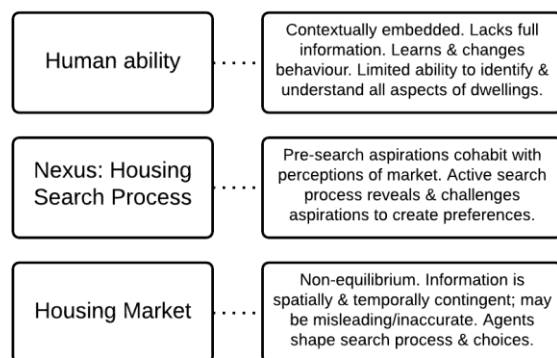 Human ability
Contextually embedded. Lacks full
information. Learns & changes
behaviour. Limited ability to identify &
understand all aspects of dwellings.
Nexus: Housing
Search Process
Pre-search aspirations cohabit with
perceptions of market. Active search
process reveals & challenges
aspirations to create preferences.
Housing Market
Non-equilibrium. Information is
spatially & temporally contingent; may
be misleading/inaccurate. Agents
shape search process & choices.